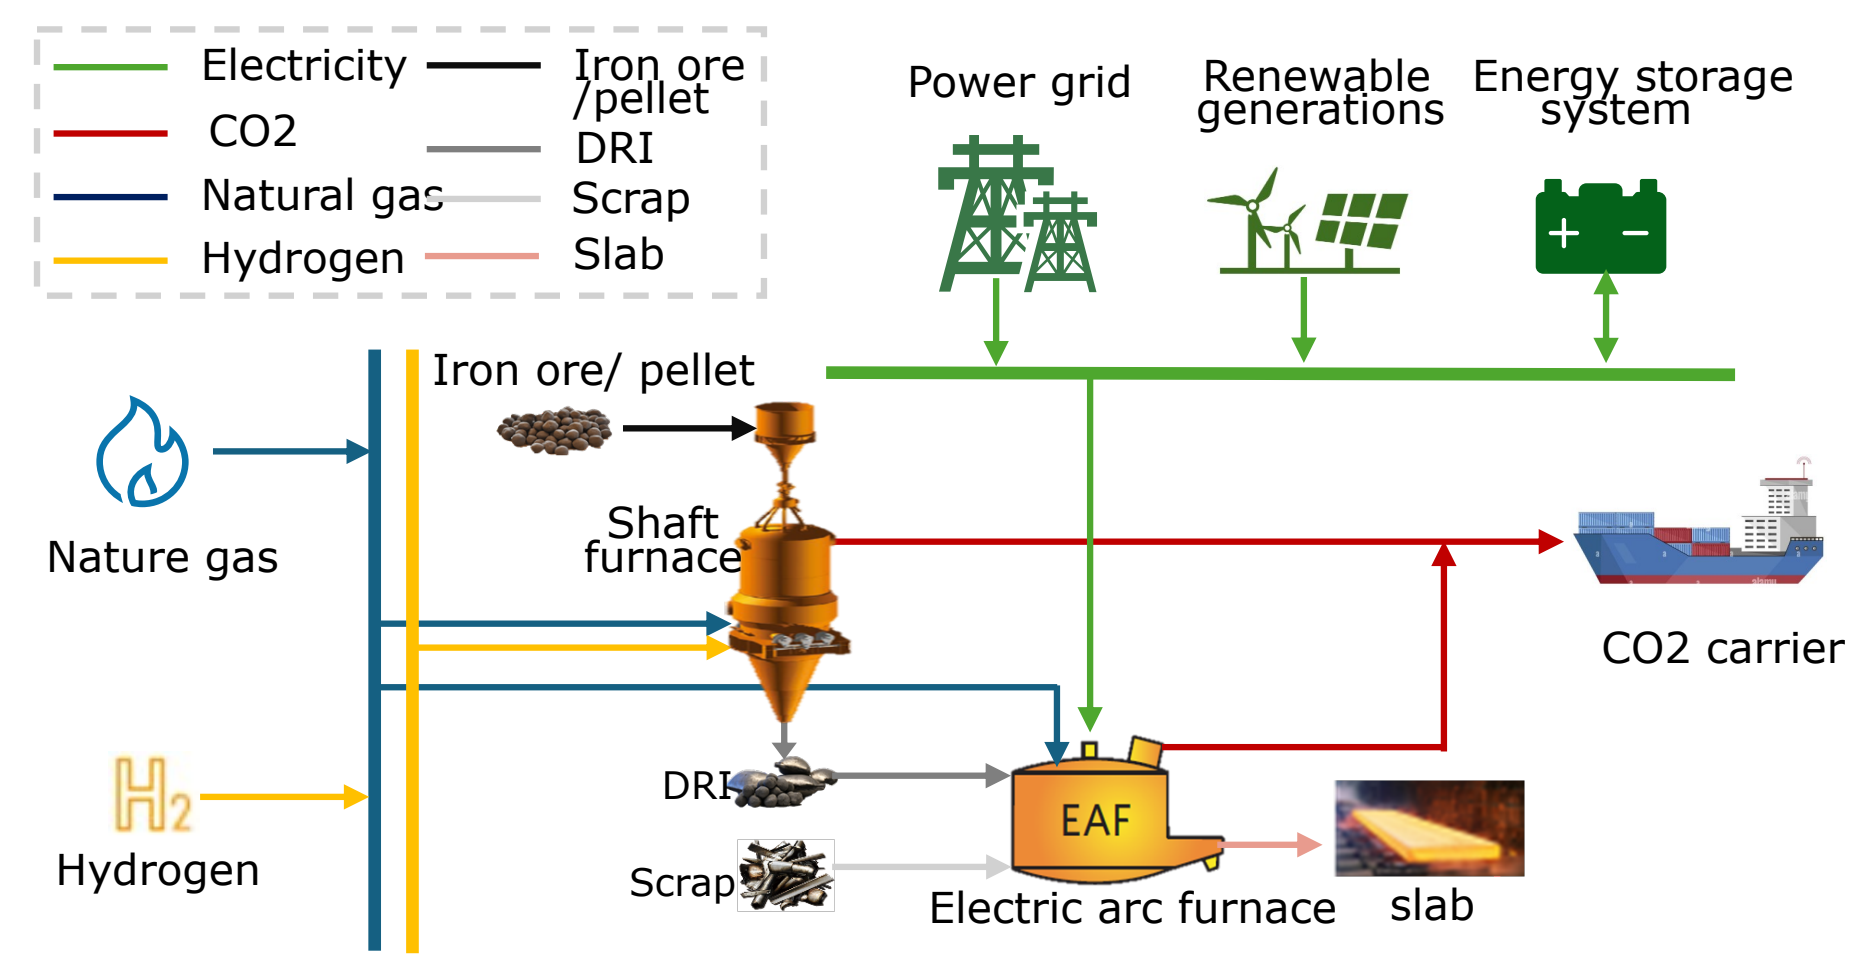 Electricity
CO2
Natural gas
Hydrogen
Iron ore
/pellet
DRI
Scrap
Slab
Power grid
Renewable
generations
Energy storage
system
Iron ore/ pellet
Nature gas
Shaft
furnace
CO2 carrier
H2
Hydrogen
DRI
EAF
Scrap
Electric arc furnace
slab